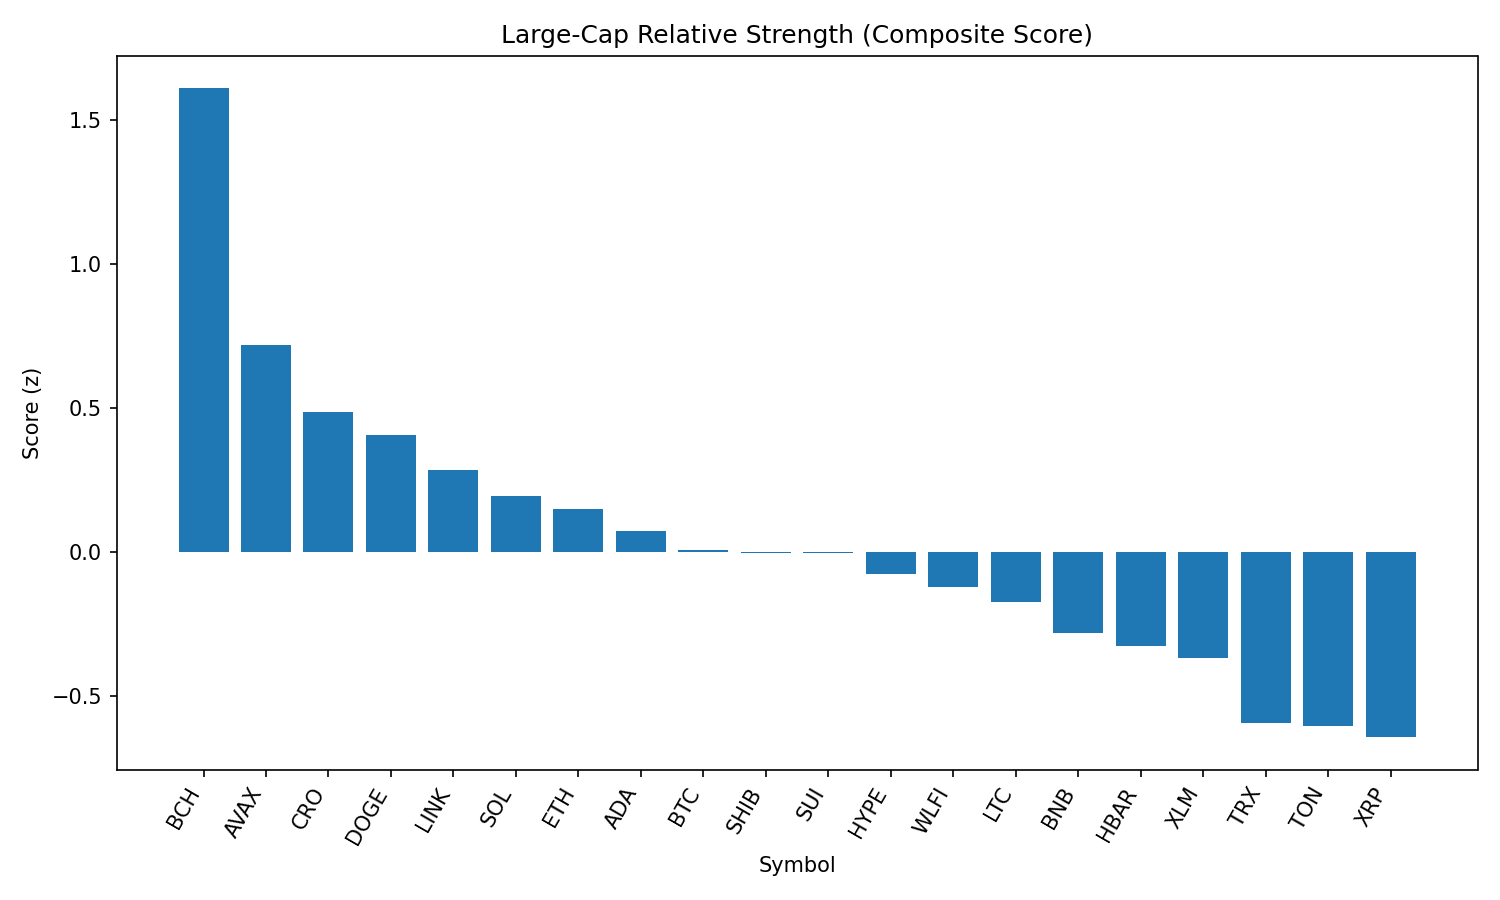 Large-Cap Relative Strength (Composite Score)
1.5
1.0
0.5
0.0
−0.5
Score (z)
BCH
AVAX
CRO
DOGE
LINK
SOL
ETH
ADA
BTC
SHIB
SUI
HYPE
WLFI
LTC
BNB
HBAR
XLM
TRX
TON
XRP
Symbol